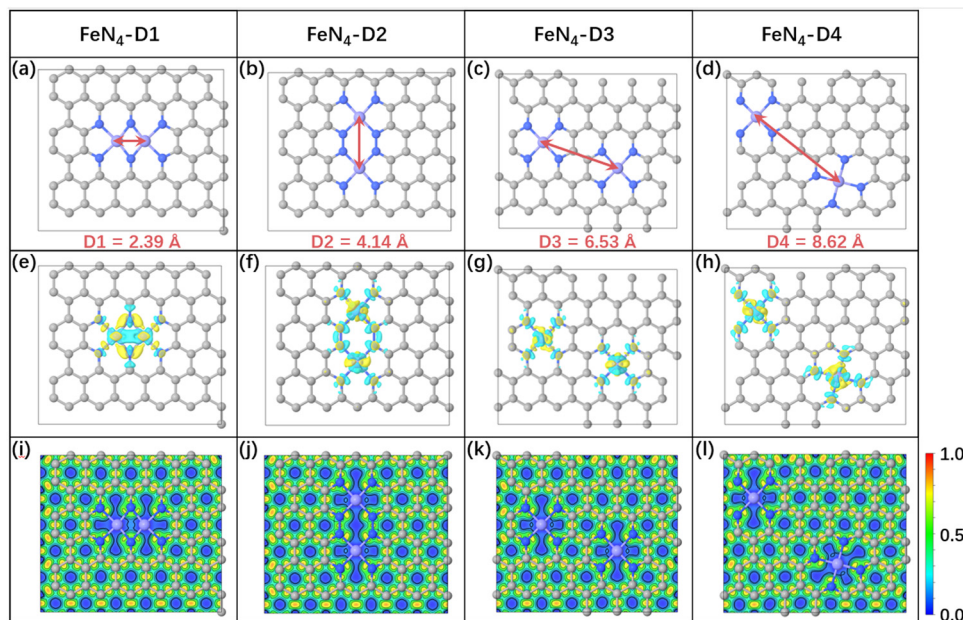 FeN₄-D1 FeN₄-D2 FeN₄-D3 FeN₄-D4
(a) (b) (c) (d)
D1 = 2.39 Å D2 = 4.14 Å D3 = 6.53 Å D4 = 8.62 Å
(e) (f) (g) (h)
(i) (j) (k) (l)
1.0
0.5
0.0